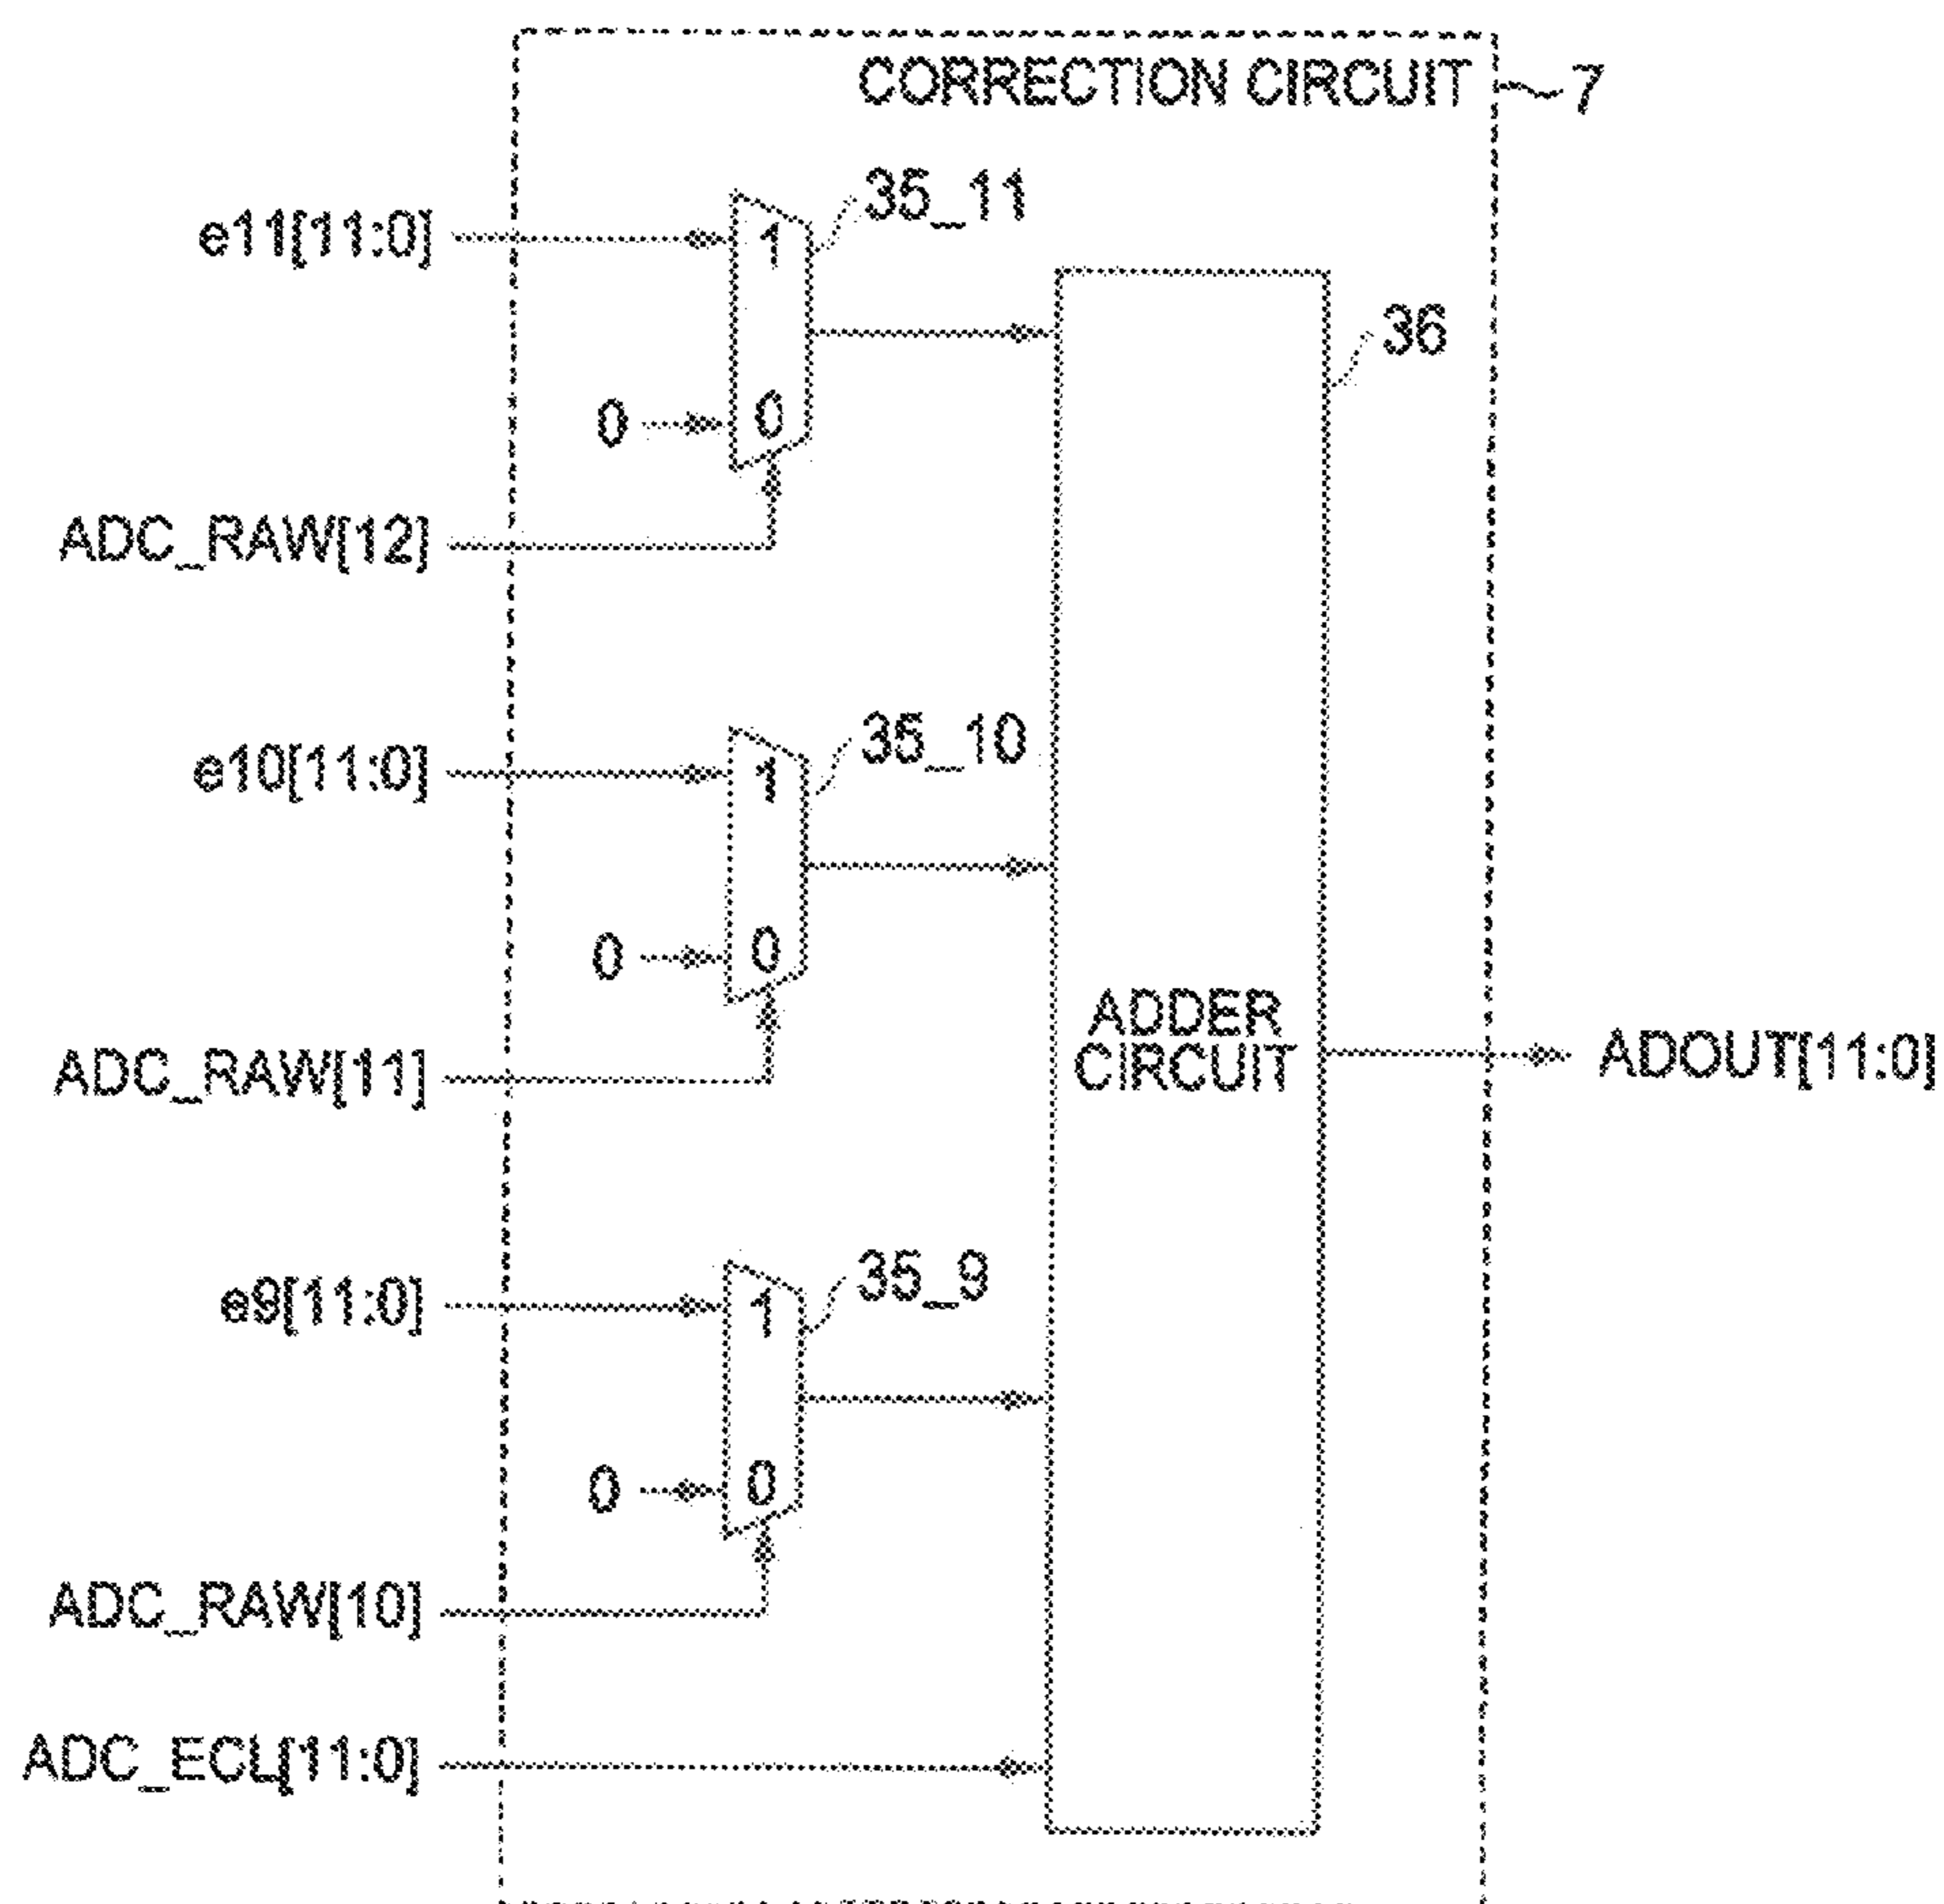 CORRECTION CIRCUIT
7
35_11
e11[11:0]
1
36
0
0
ADC_RAW[12]
35_10
e10[11:0]
1
0
0
ADDER
CIRCUIT
ADOUT[11:0]
ADC_RAW[11]
35_9
e9[11:0]
1
0
0
ADC_RAW[10]
ADC_ECL[11:0]